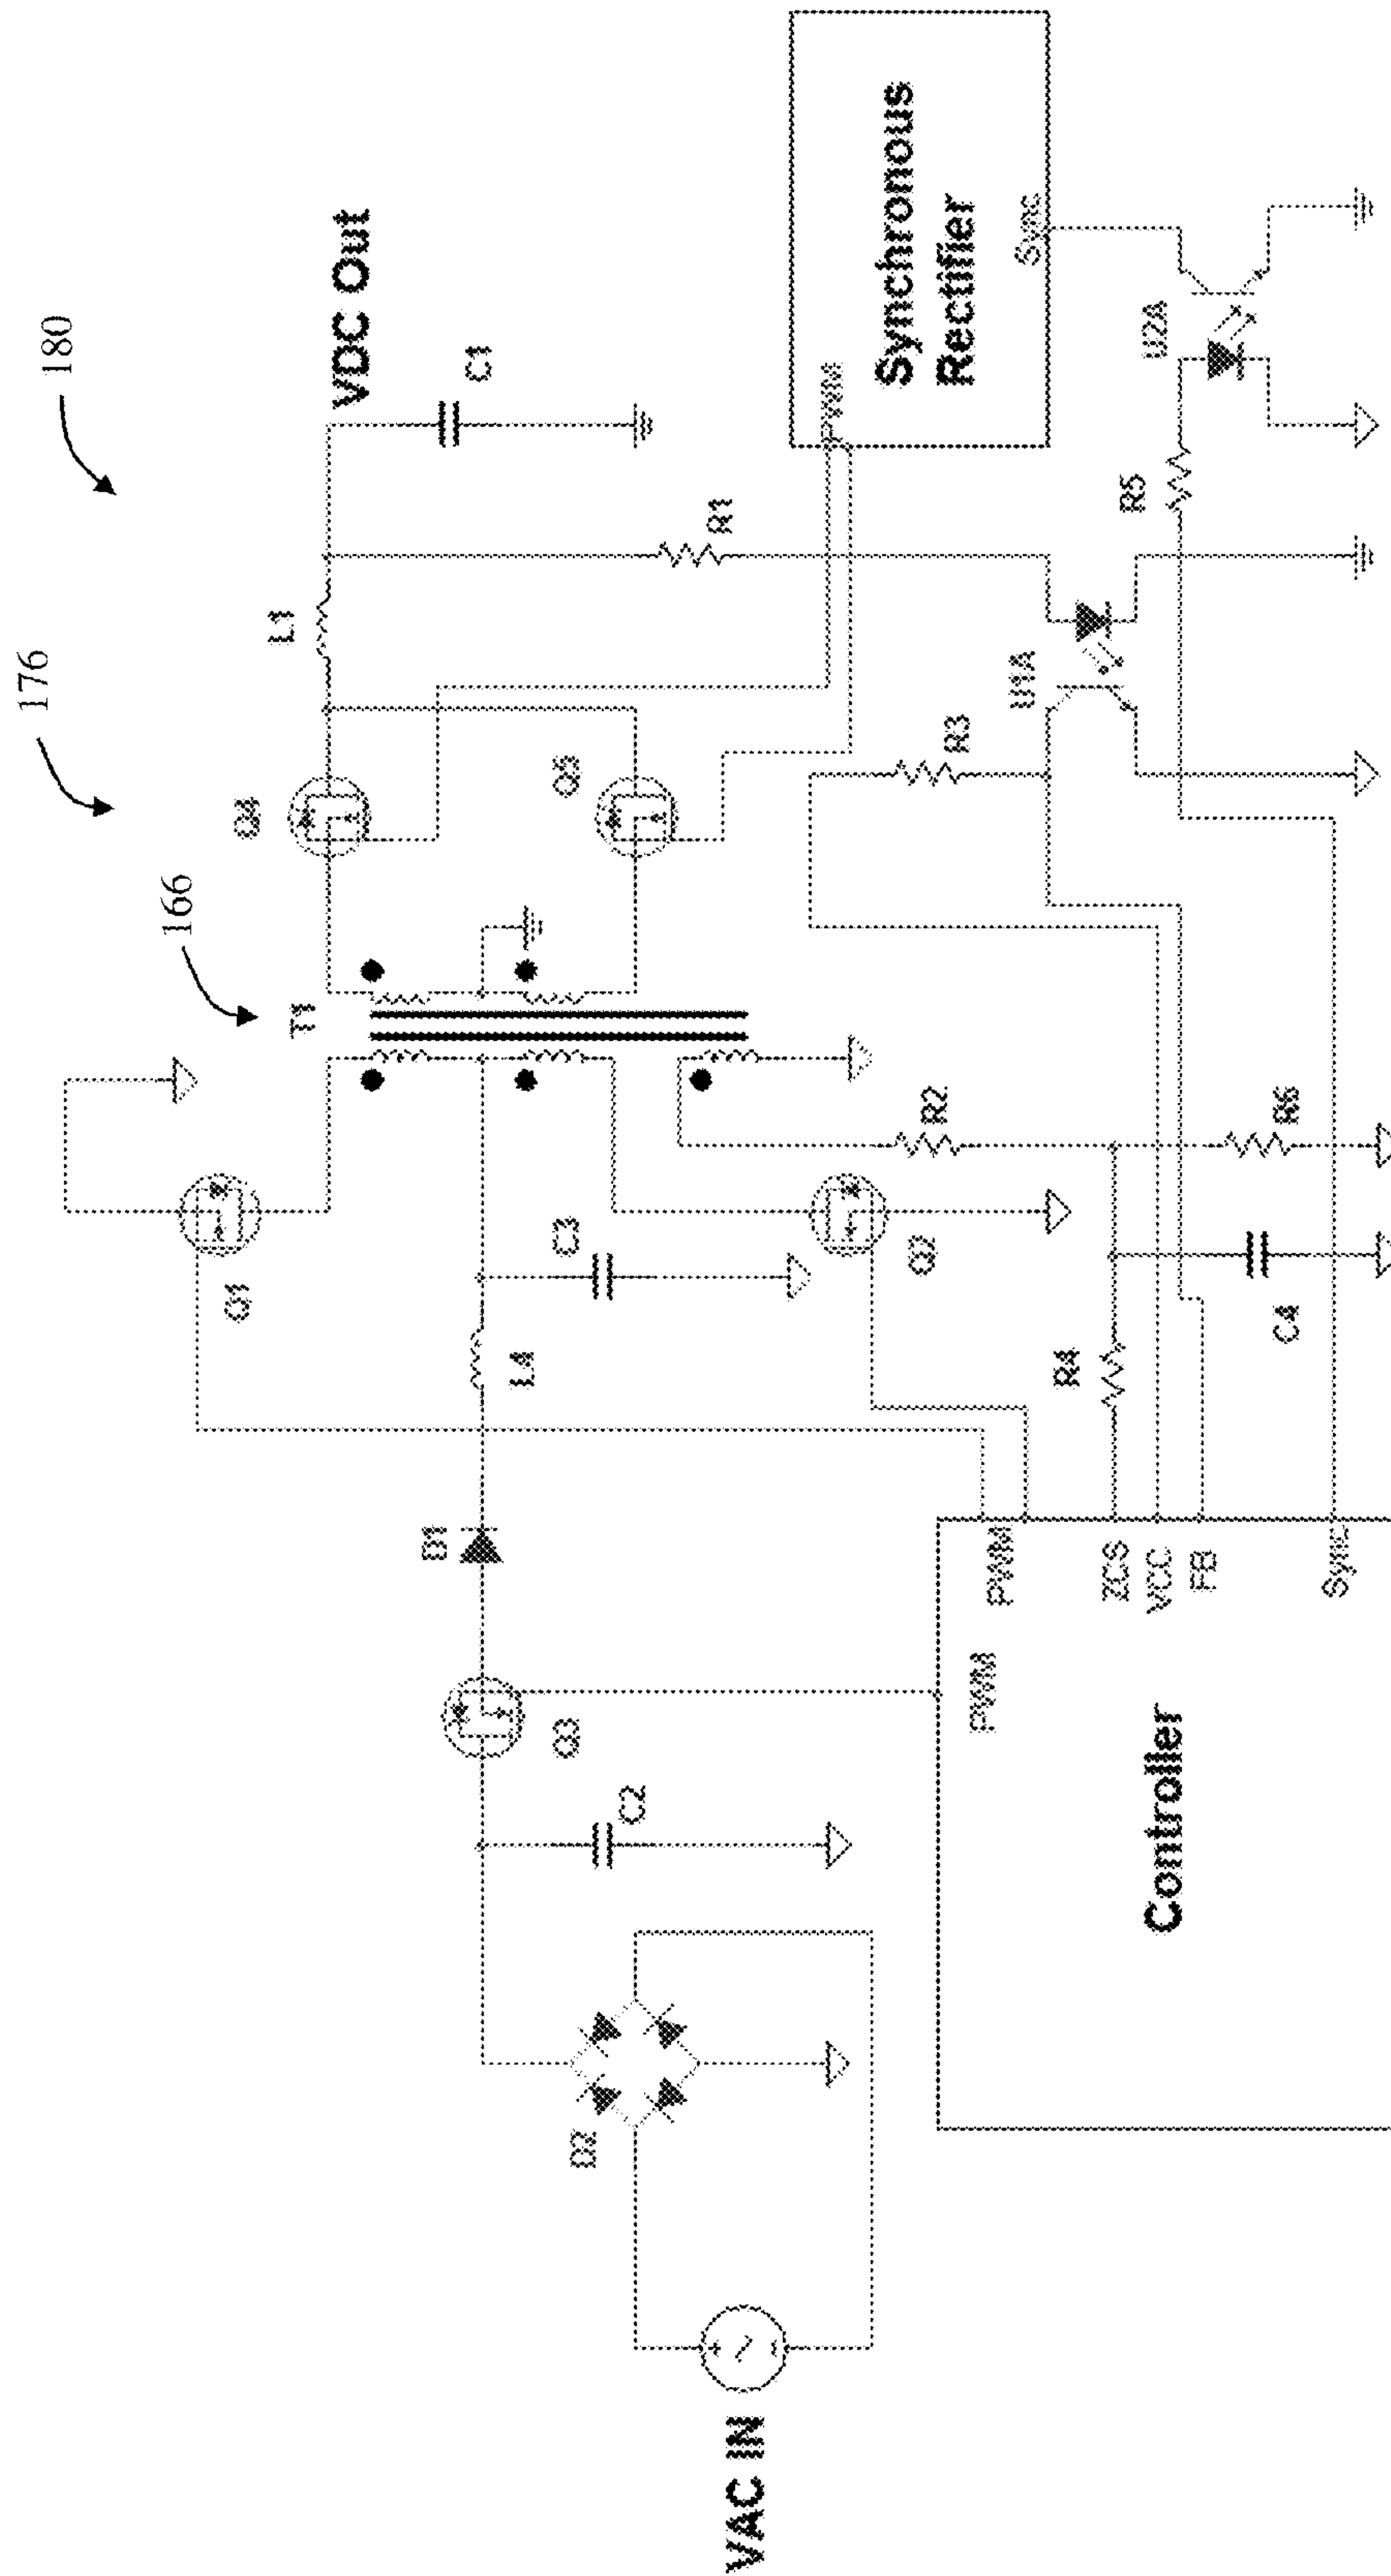 180
176
166
VDC Out
T1
L1
C1
Q4
Q5
Q1
D1
L4
C3
Q3
C2
D2
VAC IN
Q2
R1
R2
R3
R4
R5
R6
C4
U1A
U2A
PWM
Synchronous
Rectifier
Sync
PWM
PWM
ZCS
VCC
FB
Sync
Controller